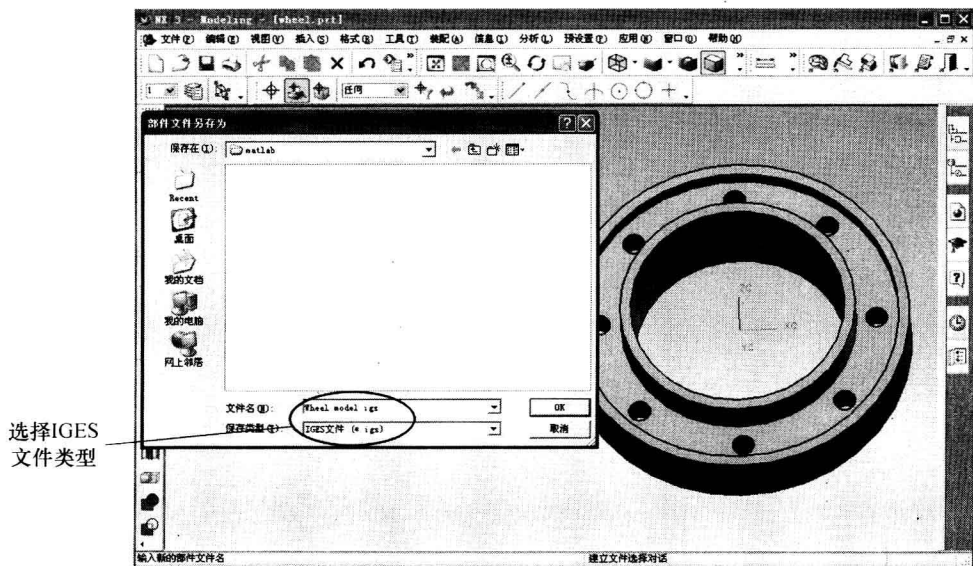 NX 3 - Modeling - [wheel.prt]
文件(F) 编辑(E) 视图(V) 插入(S) 格式(R) 工具(T) 装配(A) 信息(I) 分析(L) 预设置(P) 应用(N) 窗口(O) 帮助(H)
1
任何
部件文件另存为
保存在(I):
matlab
Recent
桌面
我的文档
我的电脑
网上邻居
文件名(N):
Wheel model igs
OK
保存类型(T):
IGES文件 (* igs)
取消
选择IGES
文件类型
ZC
XC
YC
输入新的部件文件名
建立文件选择对话